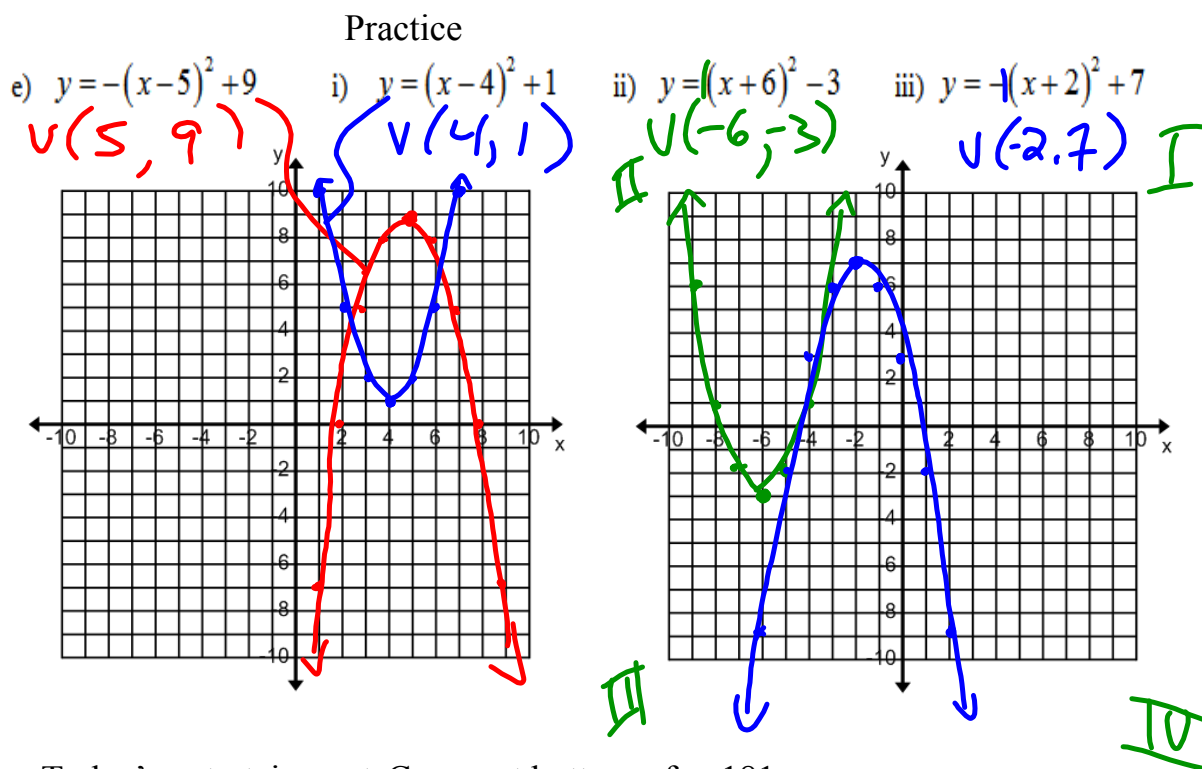 Practice
e) y = -(x-5)² + 9 i) y = (x-4)² + 1 ii) y = 1(x+6)² - 3 iii) y = -1(x+2)² + 7
V(5, 9) V(4, 1) V(-6, -3) V(-2, 7)
II I
y y
10 10
8 8
6 6
4 4
2 2
-10 -8 -6 -4 -2 2 4 6 8 10 x -10 -8 -6 -4 -2 2 4 6 8 10 x
-2 -2
-4 -4
-6 -6
-8 -8
-10 -10
III IV